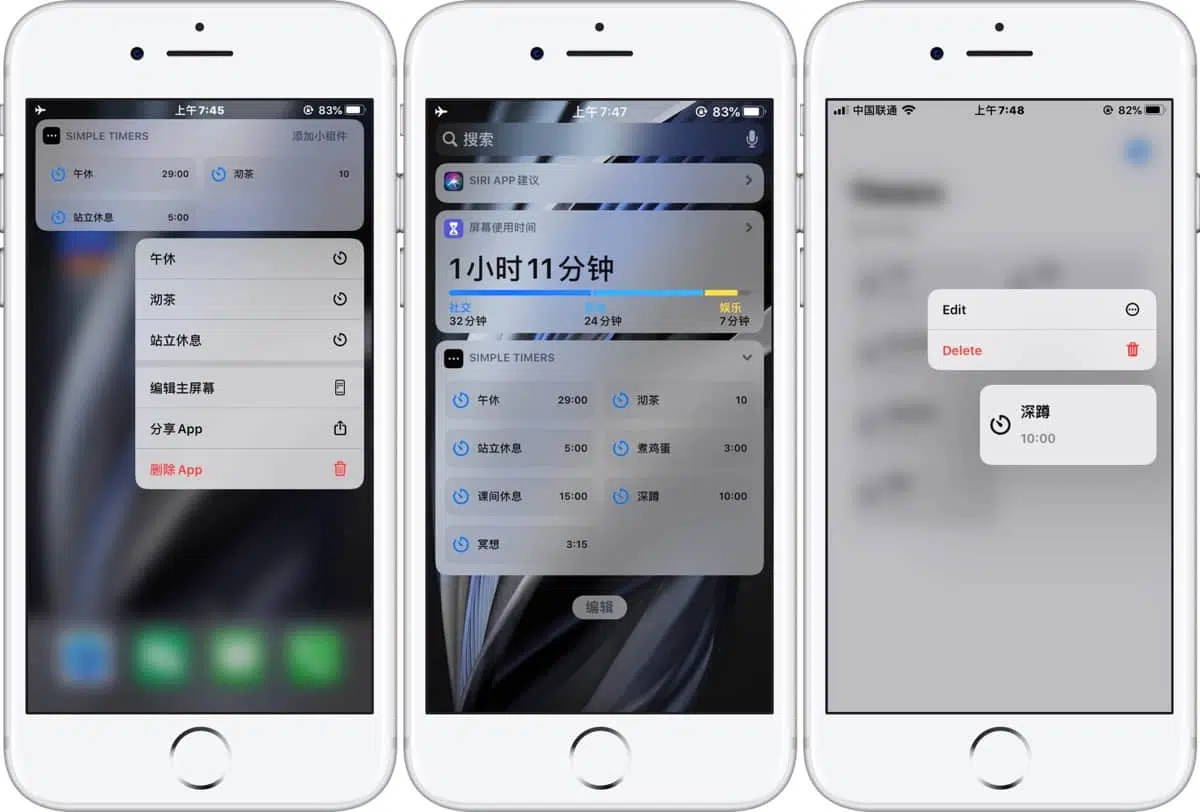 上午7:45
83%
SIMPLE TIMERS
添加小组件
午休 29:00
沏茶 10
站立休息 5:00
午休
沏茶
站立休息
编辑主屏幕
分享 App
删除 App
上午7:47
83%
搜索
SIRI APP 建议
屏幕使用时间
1小时11分钟
社交
娱乐
32分钟
24分钟
7分钟
SIMPLE TIMERS
午休 29:00
沏茶 10
站立休息 5:00
煮鸡蛋 3:00
课间休息 15:00
深蹲 10:00
冥想 3:15
编辑
中国联通
上午7:48
82%
Edit
Delete
深蹲
10:00